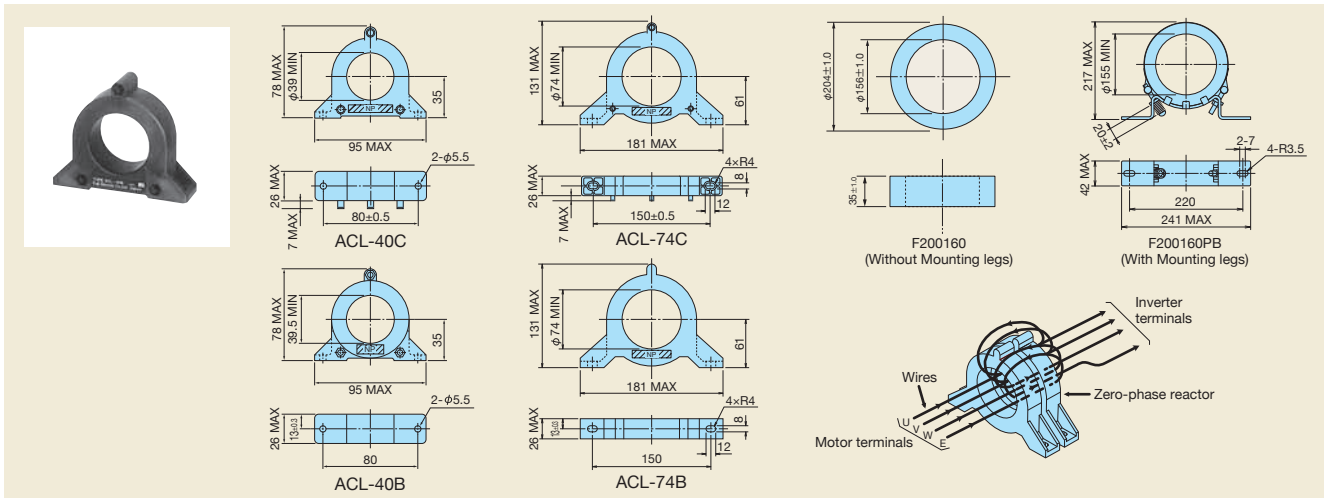 78 MAX
φ39 MIN
35
NP
95 MAX
2-φ5.5
26 MAX
7 MAX
80±0.5
ACL-40C
131 MAX
φ74 MIN
61
NP
181 MAX
4×R4
8
26 MAX
7 MAX
150±0.5
12
ACL-74C
φ204±1.0
φ156±1.0
35±1.0
F200160
(Without Mounting legs)
217 MAX
φ155 MIN
20±2
2-7
4-R3.5
42 MAX
220
241 MAX
F200160PB
(With Mounting legs)
78 MAX
39.5 MIN
35
NP
95 MAX
2-φ5.5
26 MAX
13±0.3
80
ACL-40B
131 MAX
φ74 MIN
61
NP
181 MAX
4×R4
8
26 MAX
13±0.3
150
12
ACL-74B
Inverter
terminals
Wires
Zero-phase reactor
U
V
W
E
Motor terminals